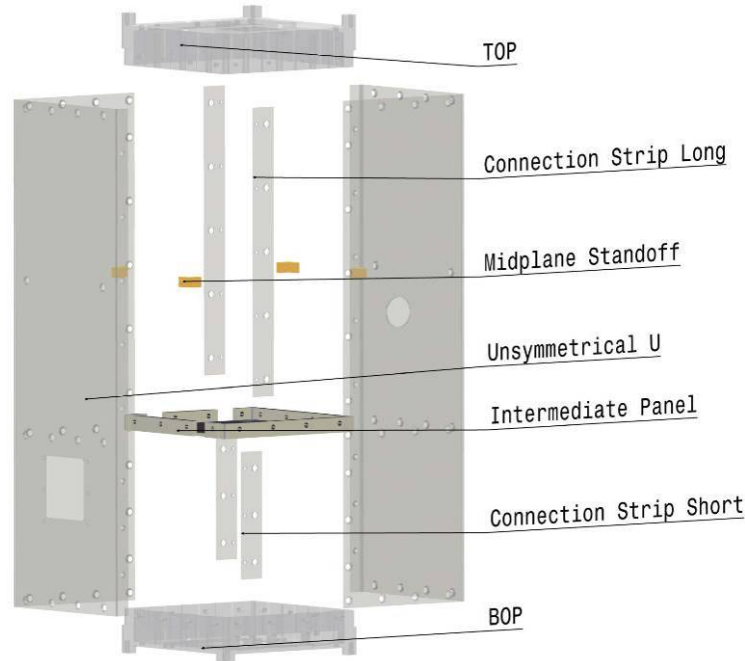 TOP
Connection Strip Long
Midplane Standoff
Unsymmetrical U
Intermediate Panel
Connection Strip Short
BOP